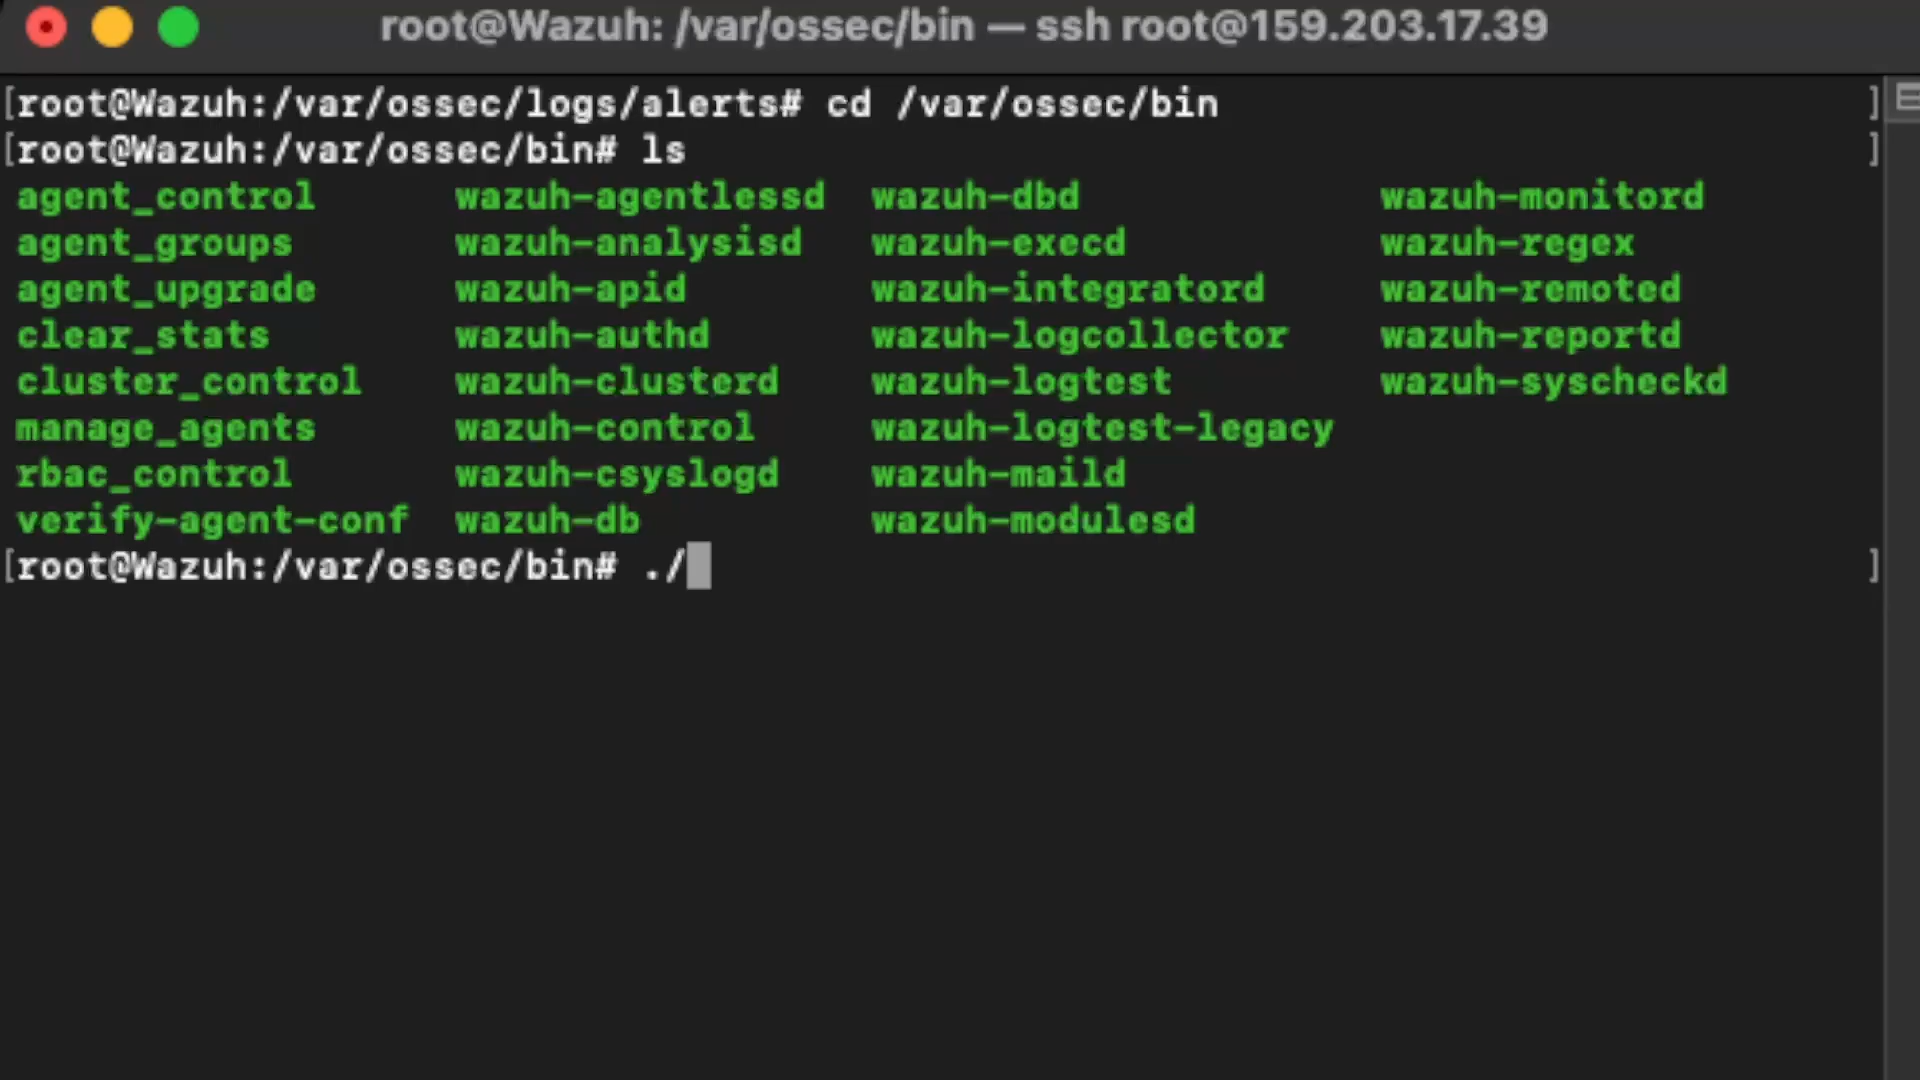 root@Wazuh: /var/ossec/bin — ssh root@159.203.17.39
[root@Wazuh:/var/ossec/logs/alerts# cd /var/ossec/bin ]
[root@Wazuh:/var/ossec/bin# ls ]
agent_control wazuh-agentlessd wazuh-dbd wazuh-monitord
agent_groups wazuh-analysisd wazuh-execd wazuh-regex
agent_upgrade wazuh-apid wazuh-integratord wazuh-remoted
clear_stats wazuh-authd wazuh-logcollector wazuh-reportd
cluster_control wazuh-clusterd wazuh-logtest wazuh-syscheckd
manage_agents wazuh-control wazuh-logtest-legacy
rbac_control wazuh-csyslogd wazuh-maild
verify-agent-conf wazuh-db wazuh-modulesd
[root@Wazuh:/var/ossec/bin# ./ ]